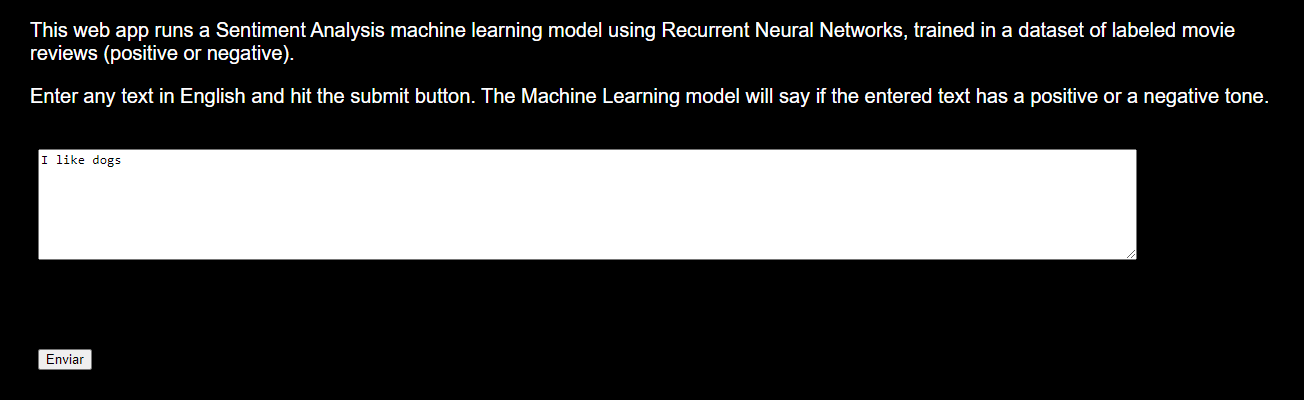 This web app runs a Sentiment Analysis machine learning model using Recurrent Neural Networks, trained in a dataset of labeled movie
reviews (positive or negative).
Enter any text in English and hit the submit button. The Machine Learning model will say if the entered text has a positive or a negative tone.
I like dogs
Enviar